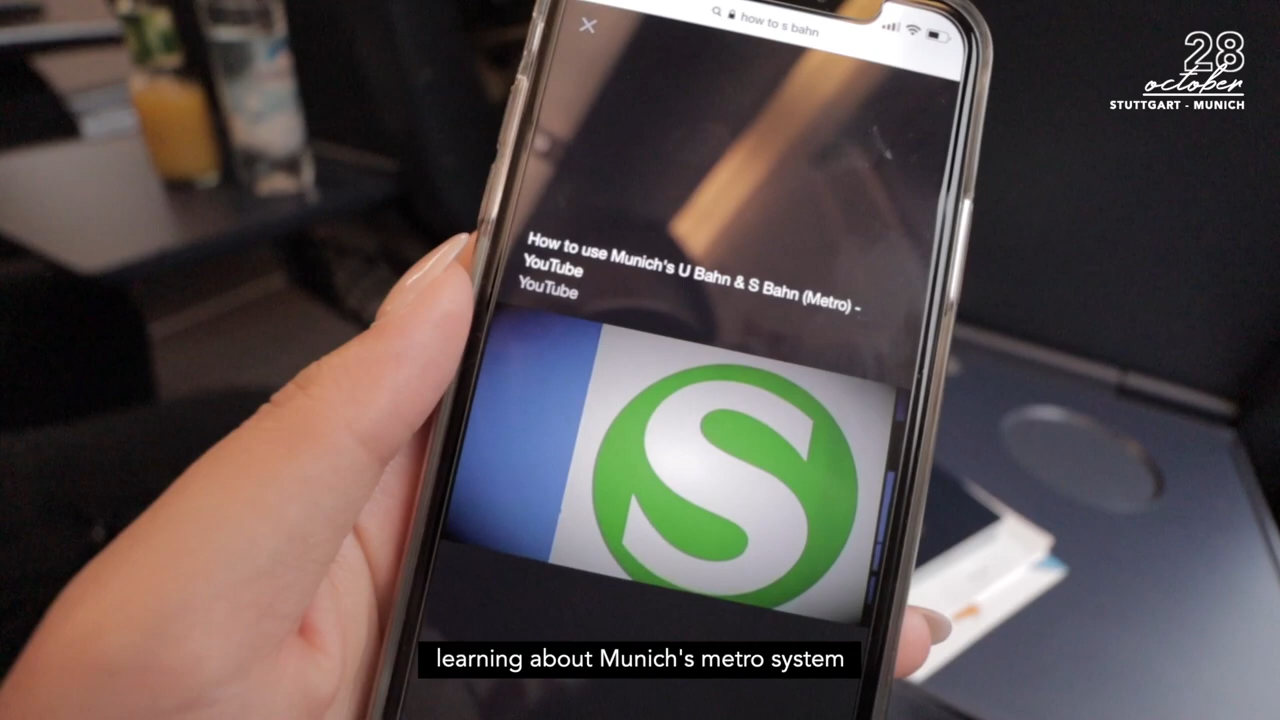 how to s bahn
28
october
STUTTGART - MUNICH
How to use Munich's U Bahn & S Bahn (Metro) -
YouTube
YouTube
S
learning about Munich's metro system